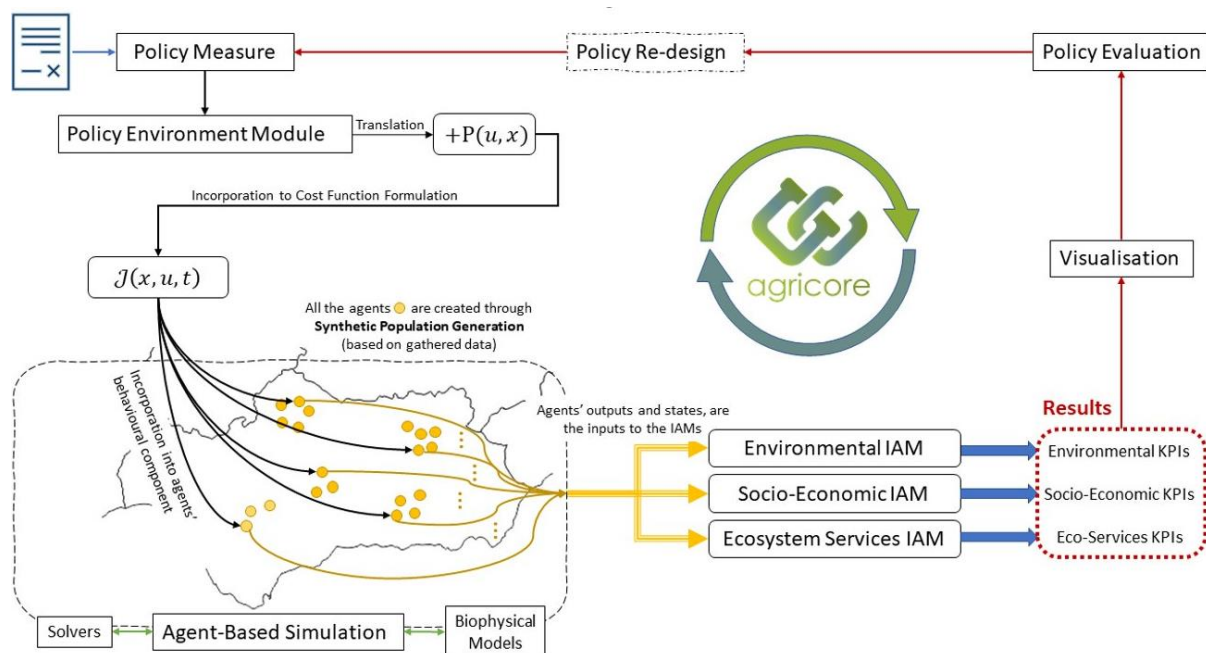 Policy Measure
Policy Re-design
Policy Evaluation
Policy Environment Module
Translation
+P(u, x)
Incorporation to Cost Function Formulation
𝒥(x, u, t)
agricore
Visualisation
All the agents are created through
Synthetic Population Generation
(based on gathered data)
Incorporation into agents'
behavioural component
Agents' outputs and states, are
the inputs to the IAMs
Results
Environmental IAM
Environmental KPIs
Socio-Economic IAM
Socio-Economic KPIs
Ecosystem Services IAM
Eco-Services KPIs
Solvers
Agent-Based Simulation
Biophysical
Models